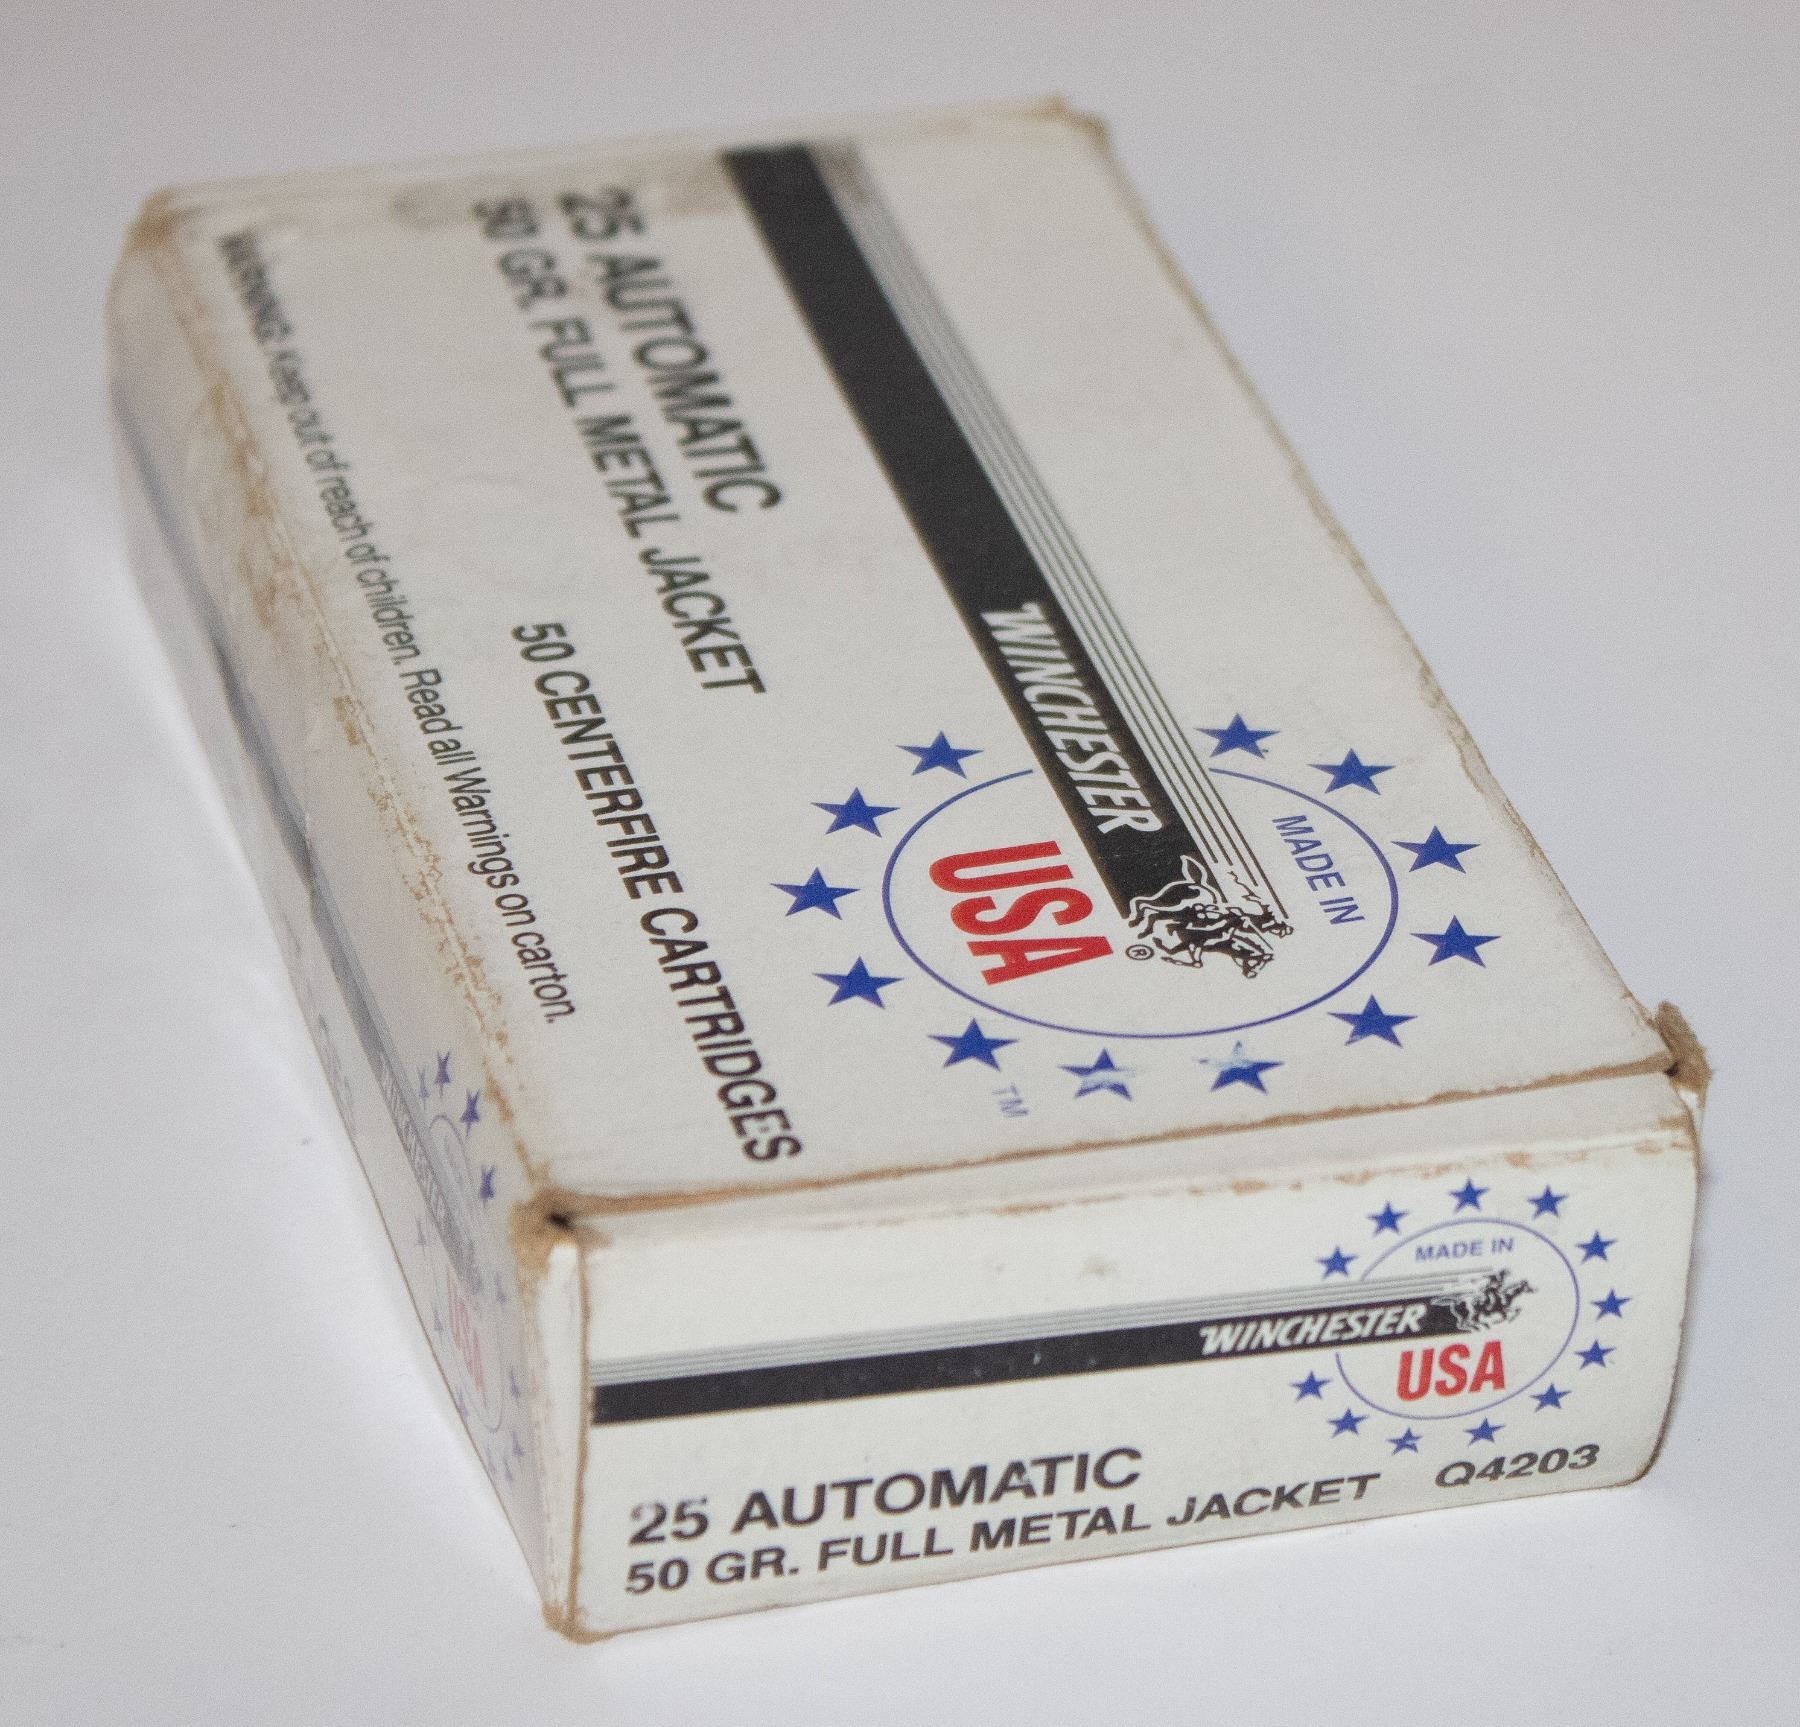 WINCHESTER
MADE IN
USA
®
TM
25 AUTOMATIC
50 GR. FULL METAL JACKET
50 CENTERFIRE CARTRIDGES
WARNING: Keep out of reach of children. Read all Warnings on carton.
MADE IN
WINCHESTER
USA
25 AUTOMATIC
50 GR. FULL METAL JACKET Q4203
WINCHESTER
USA